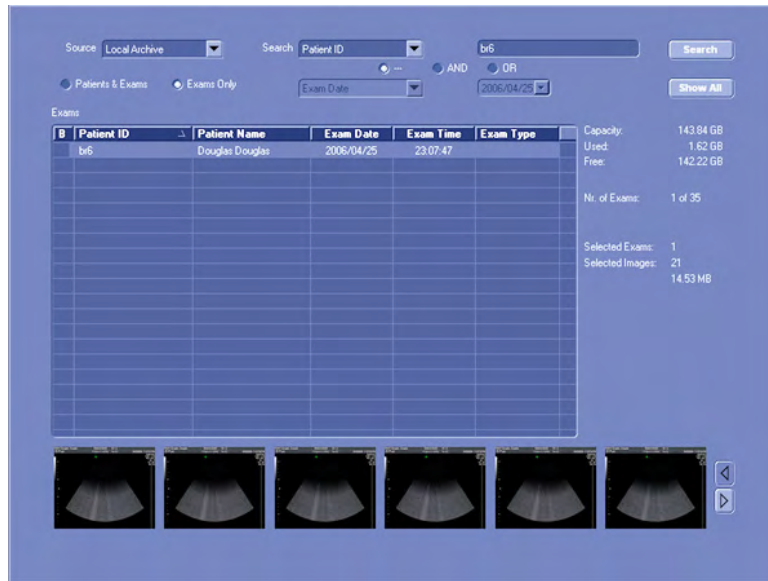 Source Local Archive Search Patient ID br6 Search
--- AND OR
Patients & Exams Exams Only Exam Date 2006/04/25 Show All
Exams
B Patient ID Patient Name Exam Date Exam Time Exam Type
br6 Douglas Douglas 2006/04/25 23:07:47
Capacity: 143.84 GB
Used: 1.62 GB
Free: 142.22 GB
Nr. of Exams: 1 of 35
Selected Exams: 1
Selected Images: 21
14.53 MB